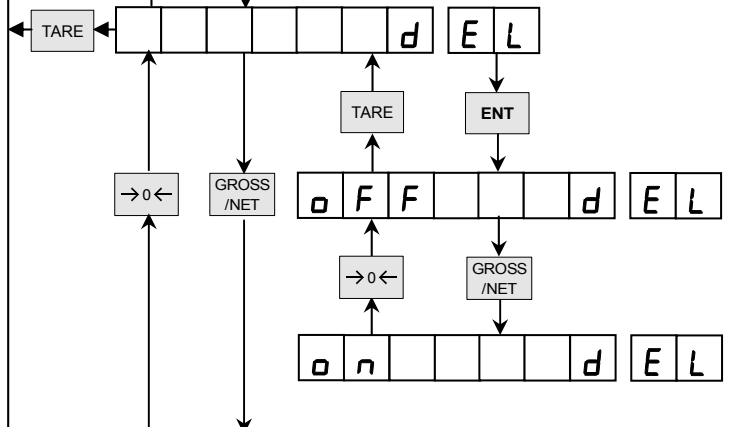 TARE
d E L
TARE
ENT
→0←
GROSS
/NET
o F F d E L
→0←
GROSS
/NET
o n d E L